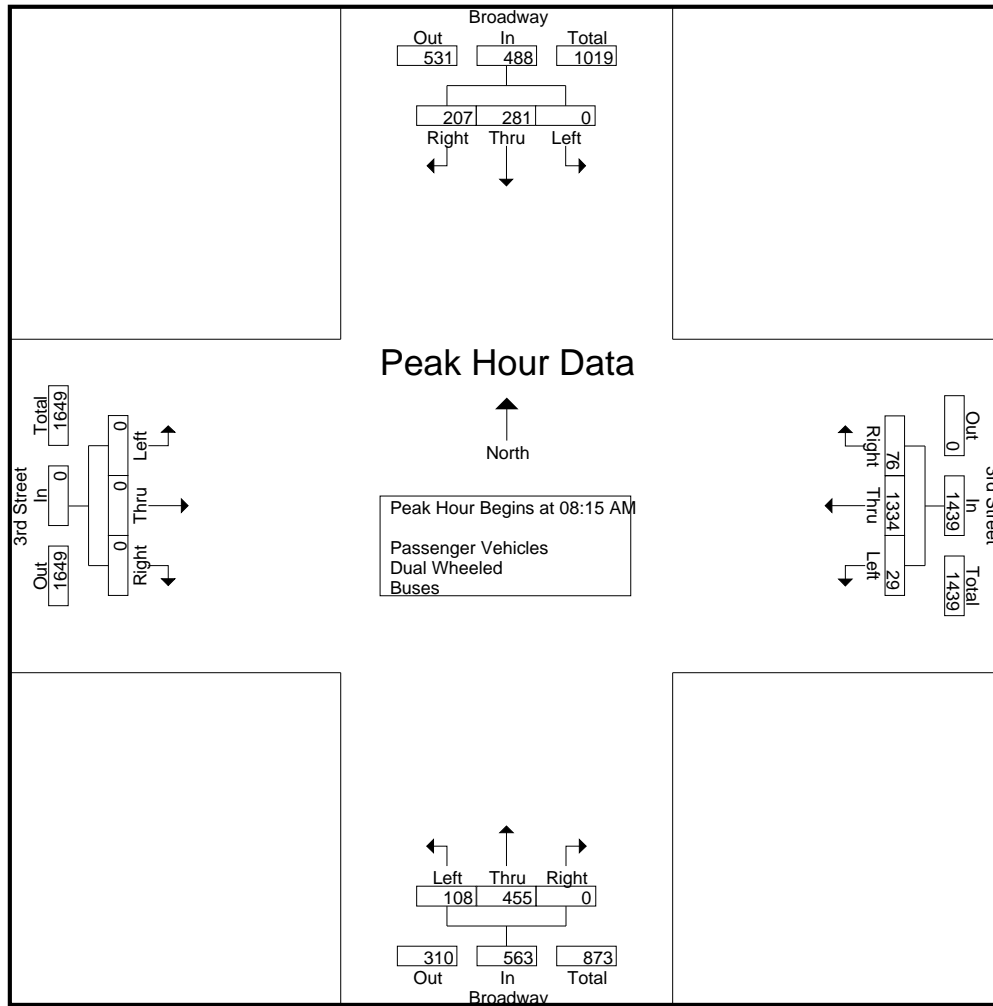 Broadway
Out In Total
531 488 1019
207 281 0
Right Thru Left
Peak Hour Data
North
Peak Hour Begins at 08:15 AM
Passenger Vehicles
Dual Wheeled
Buses
3rd Street
Out In Total
1649 0 1649
Right Thru Left
0 0 0
3rd Street
Out In Total
0 1439 1439
Right Thru Left
76 1334 29
Left Thru Right
108 455 0
310 563 873
Out In Total
Broadway